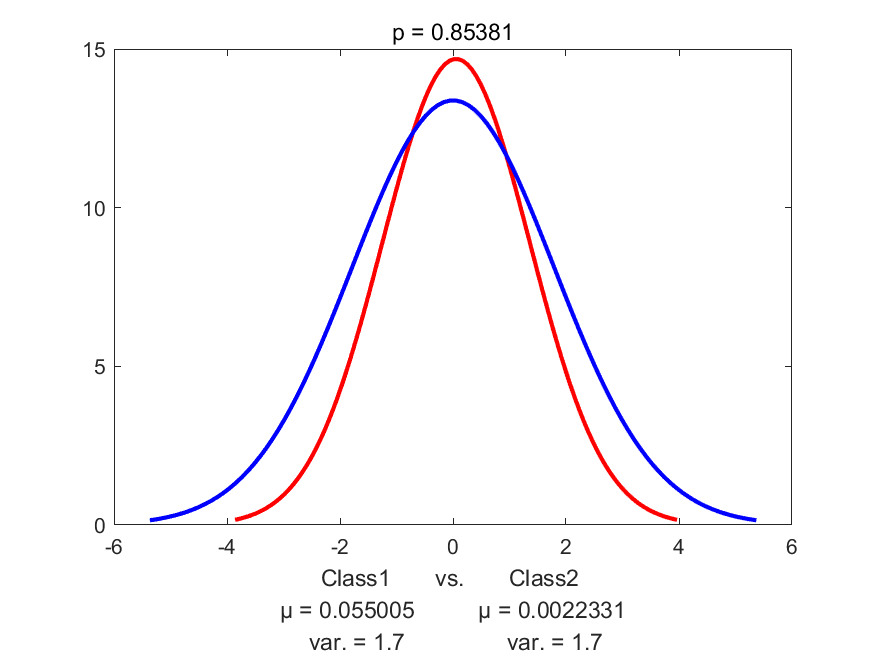 p = 0.85381
15
10
5
0
-6 -4 -2 0 2 4 6
Class1 vs. Class2
μ = 0.055005 μ = 0.0022331
var. = 1.7 var. = 1.7